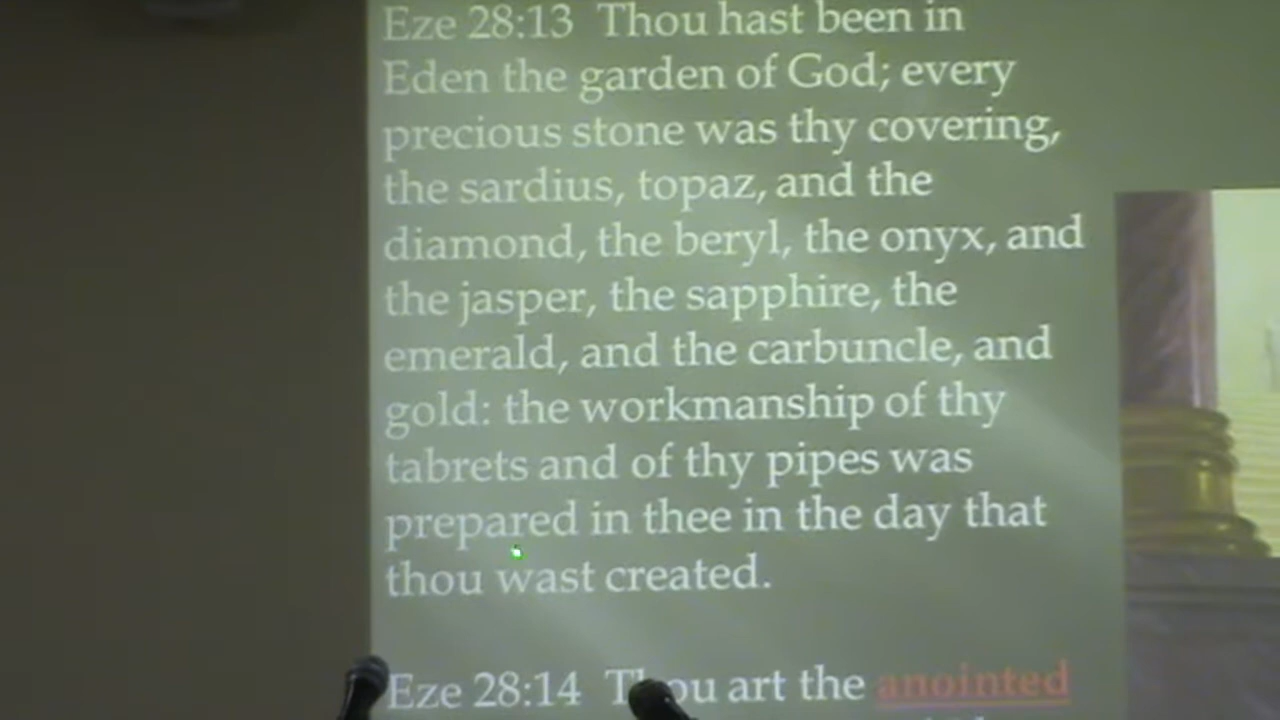 Eze 28:13 Thou hast been in
Eden the garden of God; every
precious stone was thy covering,
the sardius, topaz, and the
diamond, the beryl, the onyx, and
the jasper, the sapphire, the
emerald, and the carbuncle, and
gold: the workmanship of thy
tabrets and of thy pipes was
prepared in thee in the day that
thou wast created.
Eze 28:14 Thou art the anointed